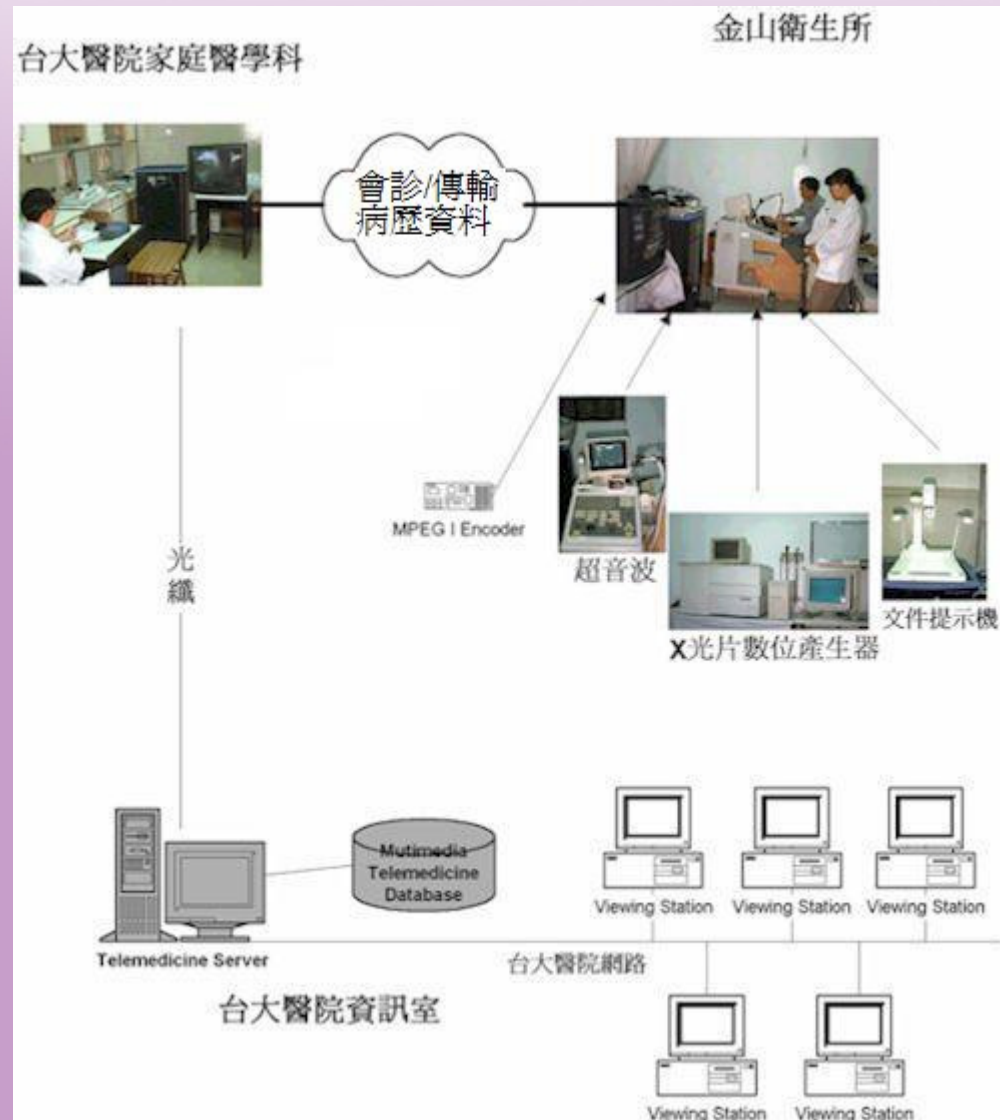 台大醫院家庭醫學科
金山衛生所
會診/傳輸
病歷資料
MPEG I Encoder
超音波
X光片數位產生器
文件提示機
光
纖
Mutimedia
Telemedicine
Database
Telemedicine Server
台大醫院資訊室
台大醫院網路
Viewing Station
Viewing Station
Viewing Station
Viewing Station
Viewing Station